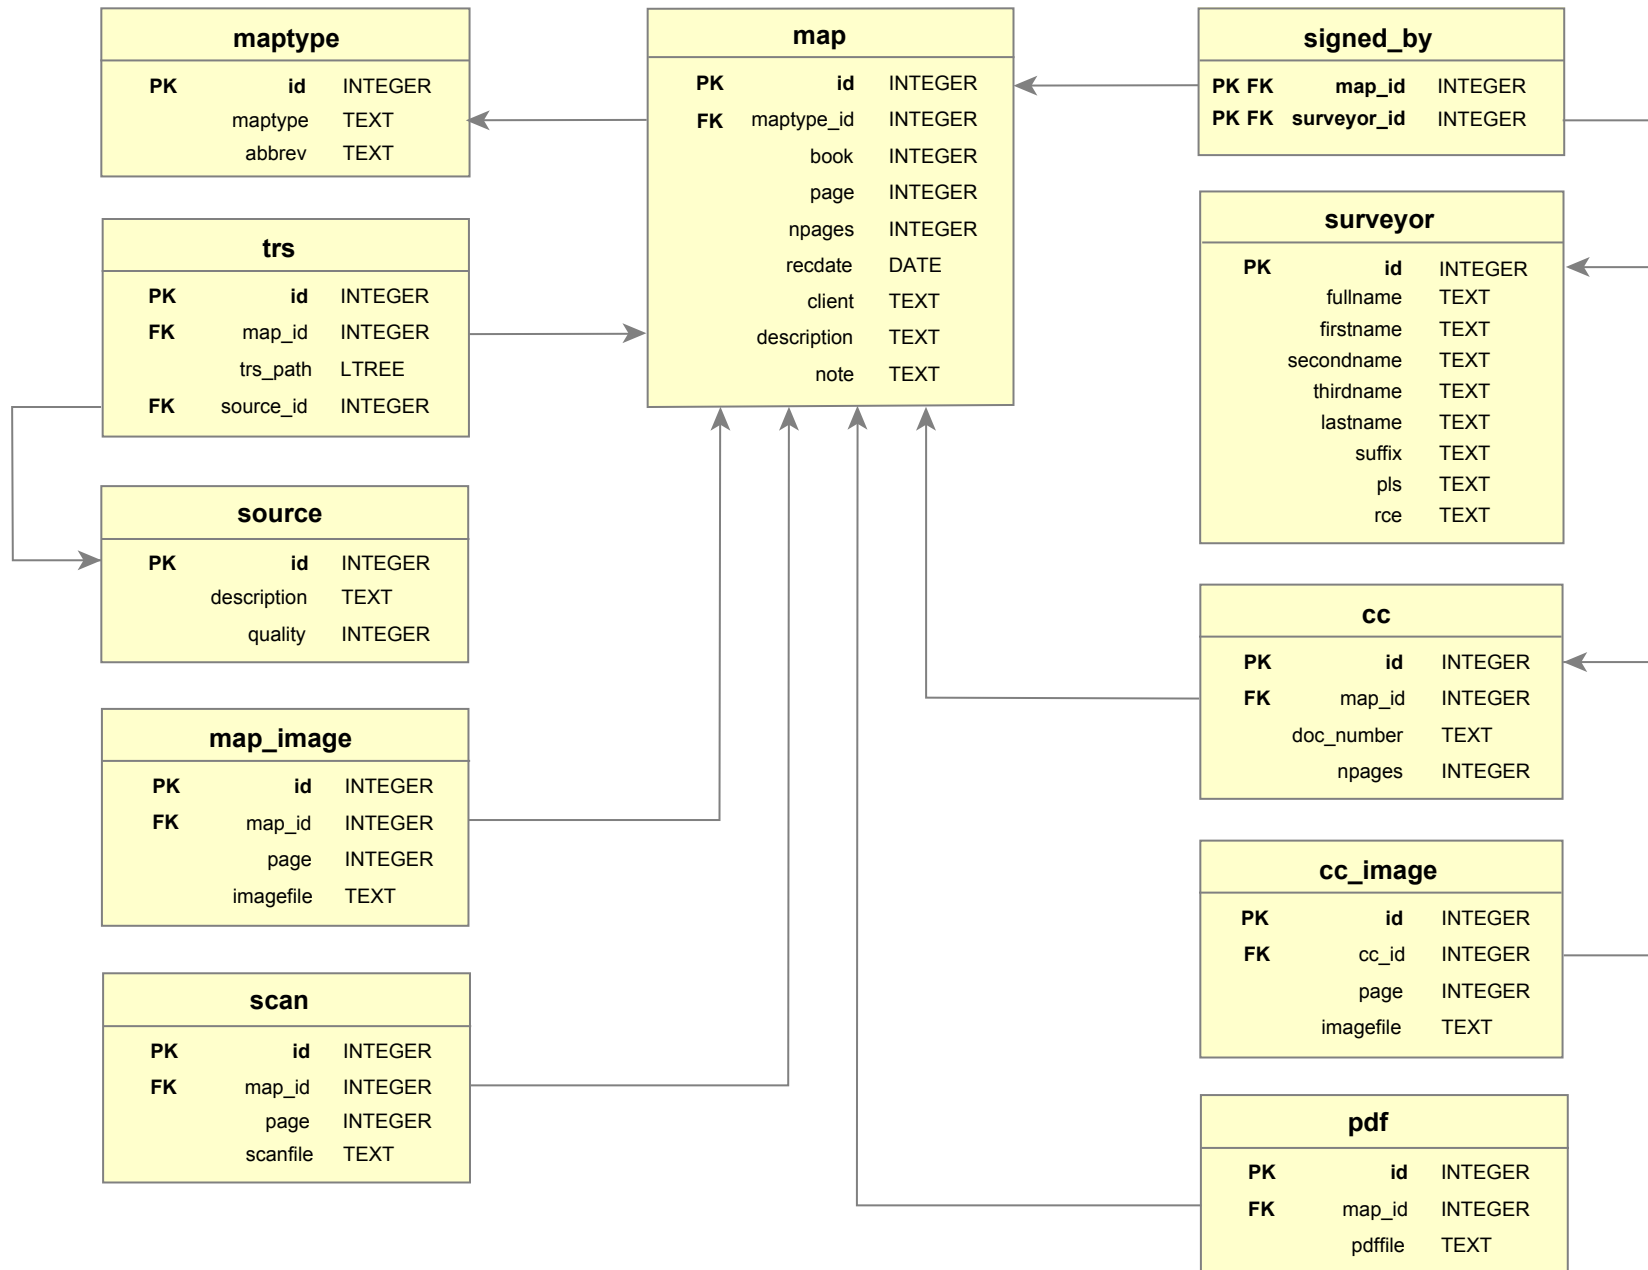 maptype
PK id INTEGER
maptype TEXT
abbrev TEXT
trs
PK id INTEGER
FK map_id INTEGER
trs_path LTREE
FK source_id INTEGER
source
PK id INTEGER
description TEXT
quality INTEGER
map_image
PK id INTEGER
FK map_id INTEGER
page INTEGER
imagefile TEXT
scan
PK id INTEGER
FK map_id INTEGER
page INTEGER
scanfile TEXT
map
PK id INTEGER
FK maptype_id INTEGER
book INTEGER
page INTEGER
npages INTEGER
recdate DATE
client TEXT
description TEXT
note TEXT
signed_by
PK FK map_id INTEGER
PK FK surveyor_id INTEGER
surveyor
PK id INTEGER
fullname TEXT
firstname TEXT
secondname TEXT
thirdname TEXT
lastname TEXT
suffix TEXT
pls TEXT
rce TEXT
cc
PK id INTEGER
FK map_id INTEGER
doc_number TEXT
npages INTEGER
cc_image
PK id INTEGER
FK cc_id INTEGER
page INTEGER
imagefile TEXT
pdf
PK id INTEGER
FK map_id INTEGER
pdffile TEXT